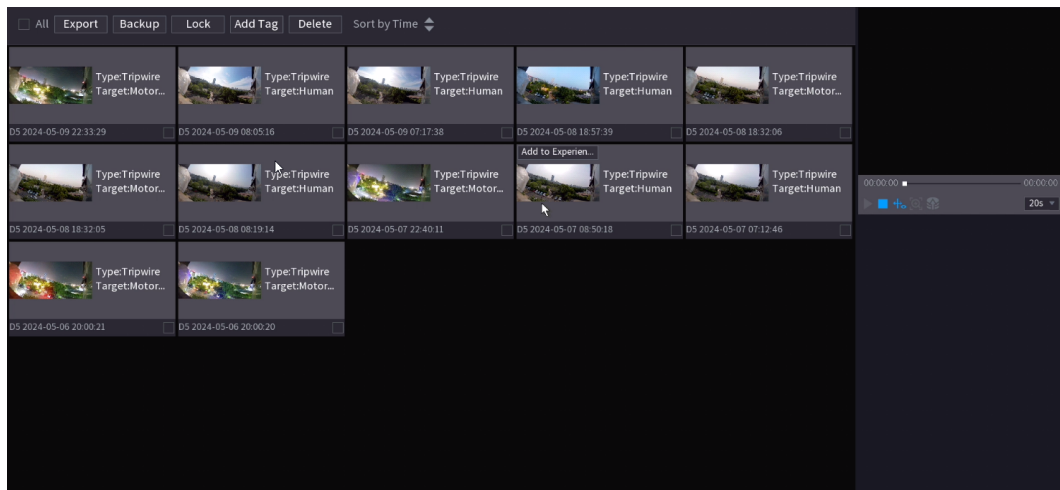 All Export Backup Lock Add Tag Delete Sort by Time
Type:Tripwire
Target:Motor...
D5 2024-05-09 22:33:29
Type:Tripwire
Target:Human
D5 2024-05-09 08:05:16
Type:Tripwire
Target:Human
D5 2024-05-09 07:17:38
Type:Tripwire
Target:Human
D5 2024-05-08 18:57:39
Type:Tripwire
Target:Motor...
D5 2024-05-08 18:32:06
Type:Tripwire
Target:Motor...
D5 2024-05-08 18:32:05
Type:Tripwire
Target:Human
D5 2024-05-08 08:19:14
Type:Tripwire
Target:Motor...
D5 2024-05-07 22:40:11
Add to Experien...
Type:Tripwire
Target:Human
D5 2024-05-07 08:50:18
Type:Tripwire
Target:Human
D5 2024-05-07 07:12:46
Type:Tripwire
Target:Motor...
D5 2024-05-06 20:00:21
Type:Tripwire
Target:Motor...
D5 2024-05-06 20:00:20
00:00:00 00:00:00
20s